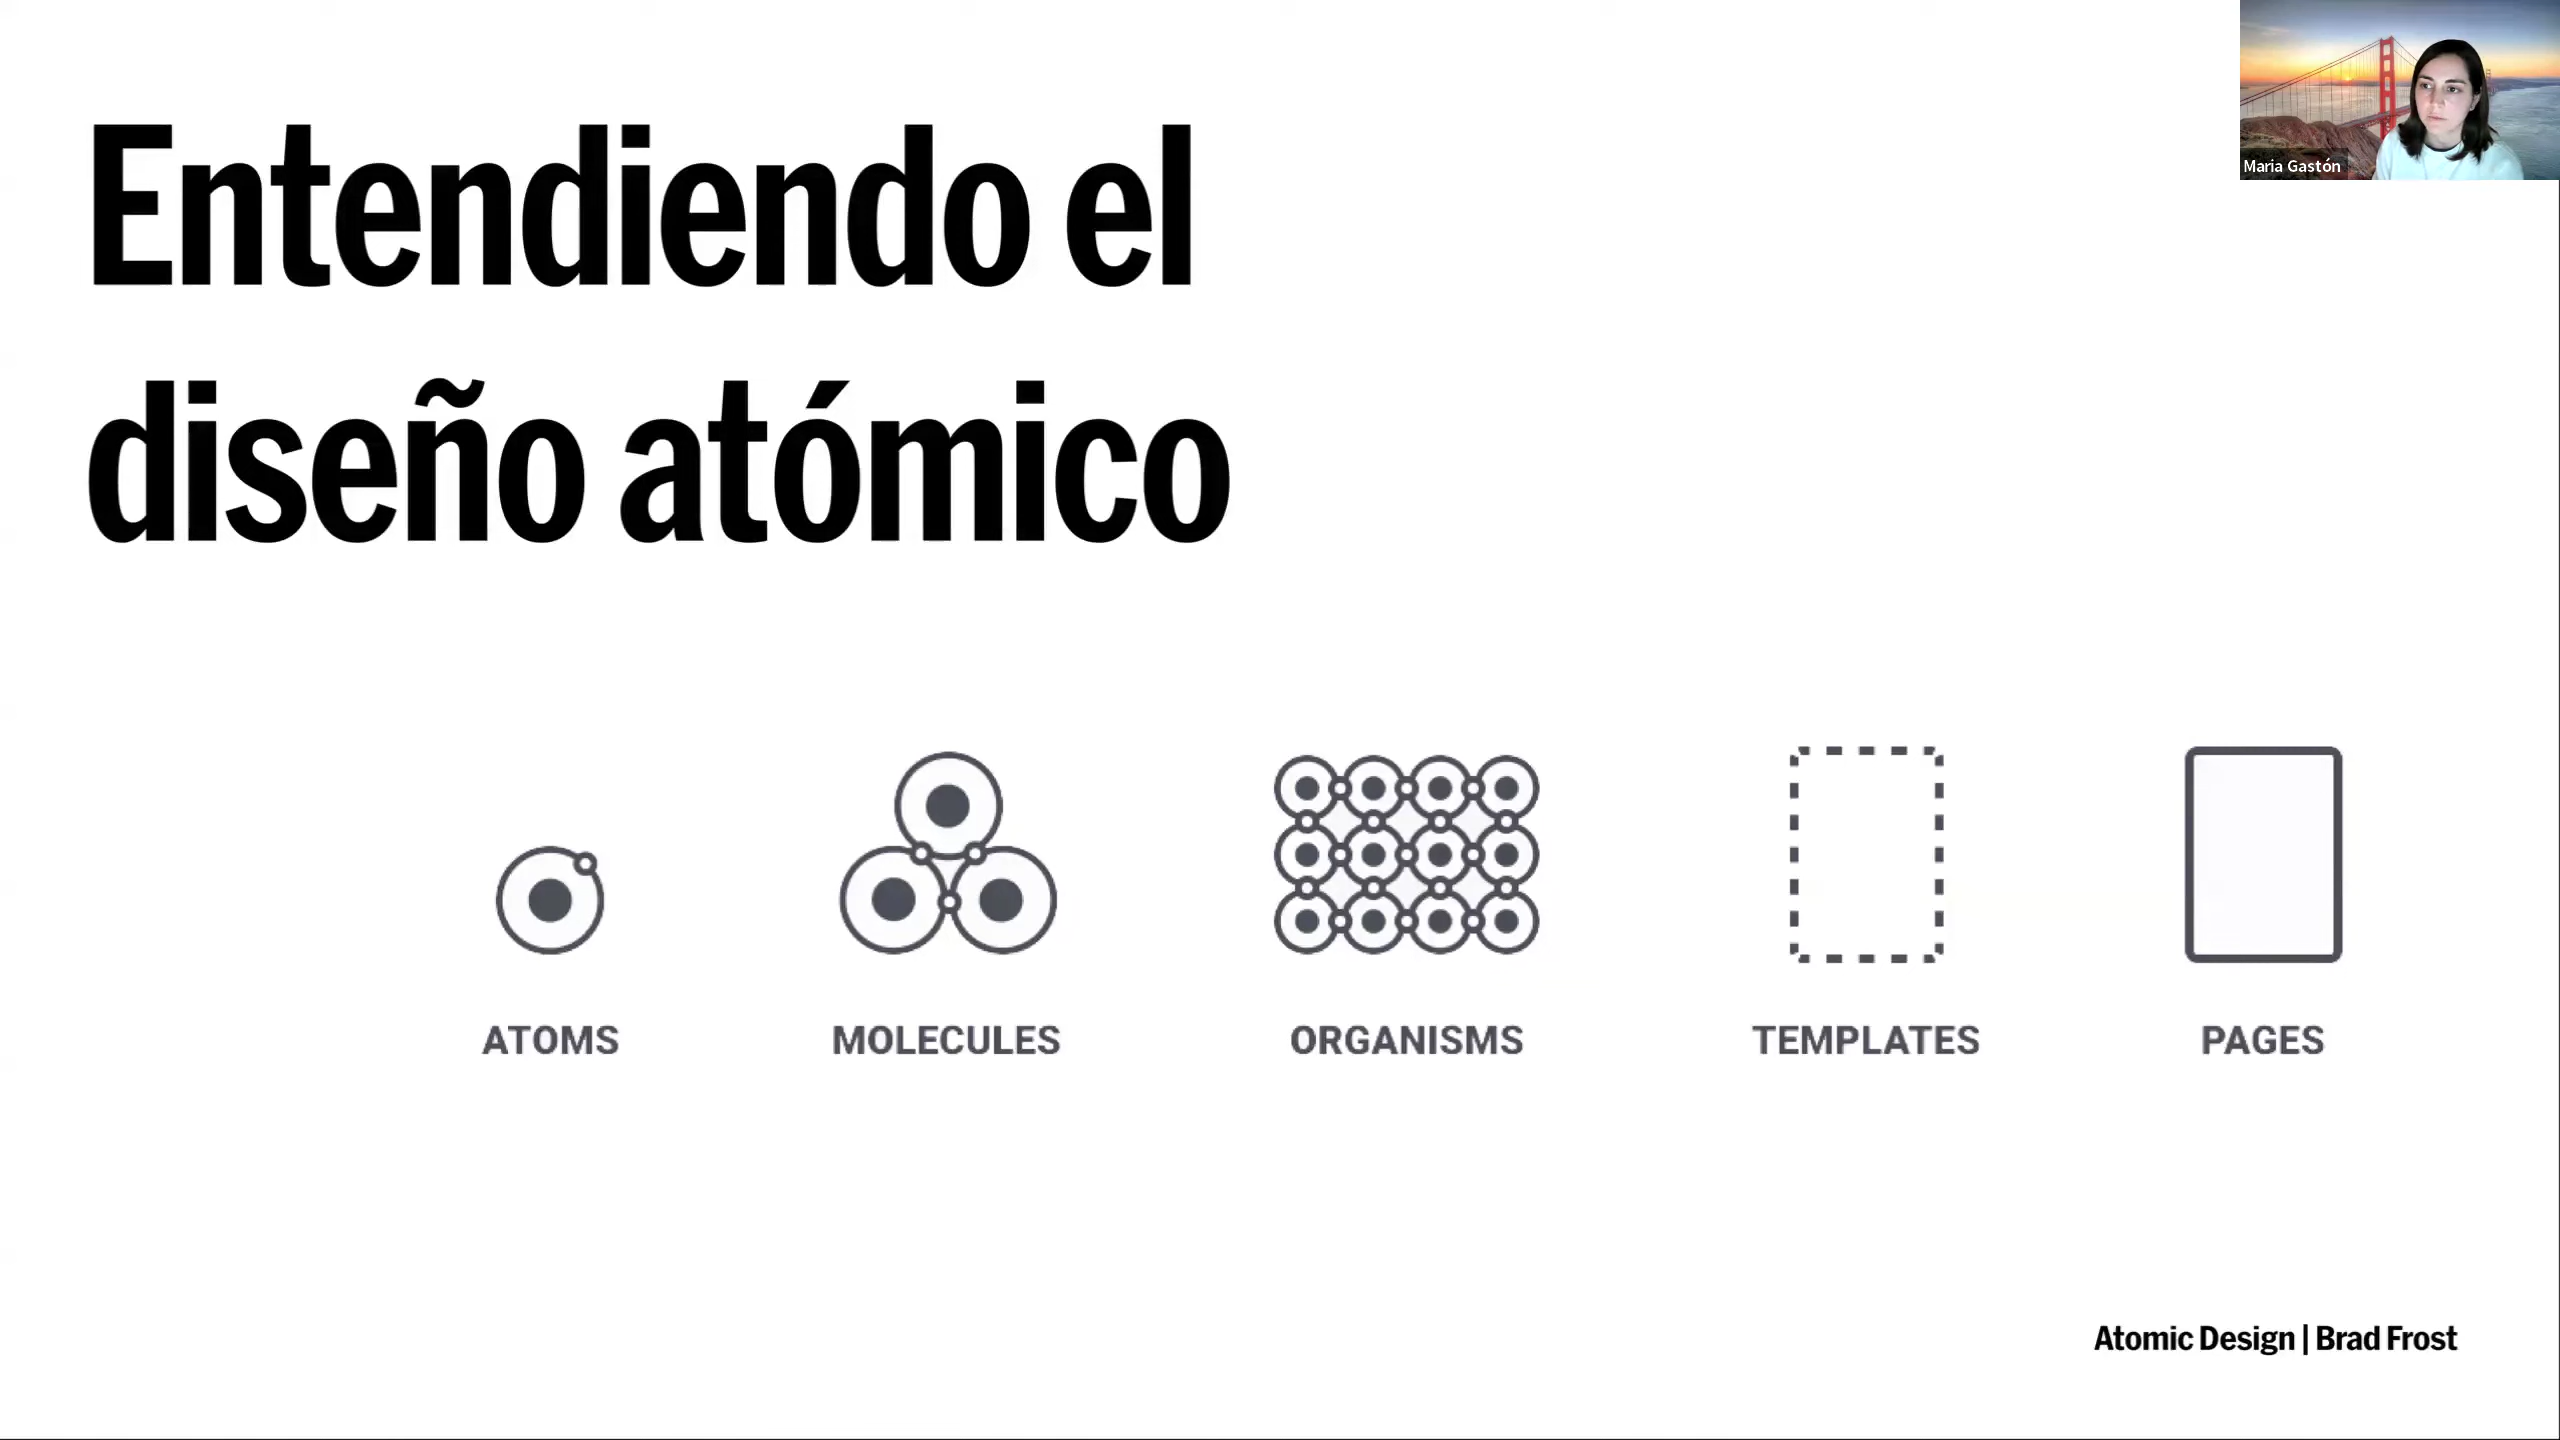 Entendiendo el
diseño atómico
Maria Gastón
ATOMS
MOLECULES
ORGANISMS
TEMPLATES
PAGES
Atomic Design | Brad Frost